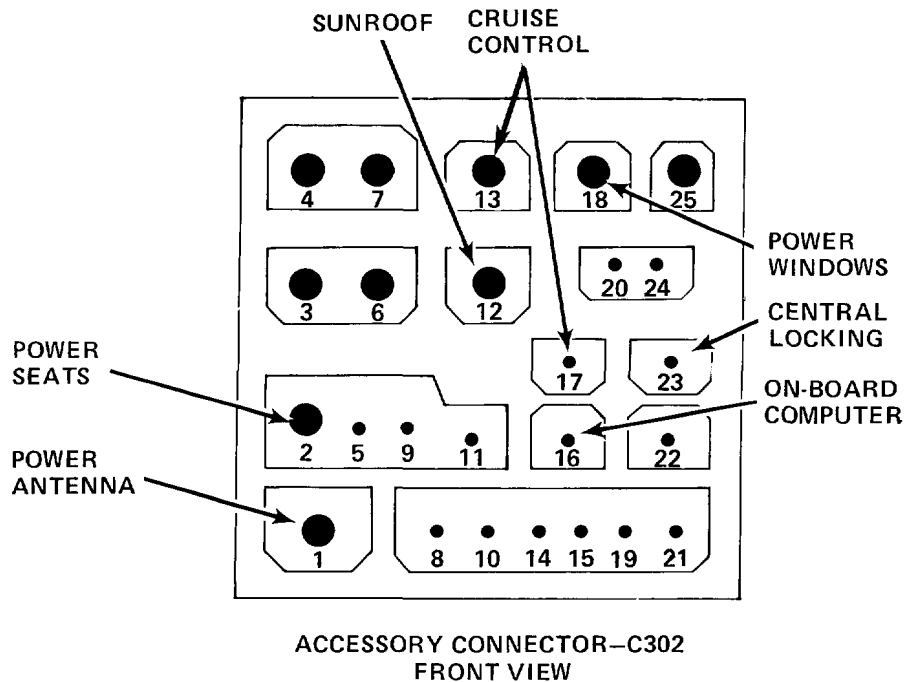 SUNROOF
CRUISE
CONTROL
4 7 13 18 25
POWER
WINDOWS
3 6 12 20 24
CENTRAL
LOCKING
POWER
SEATS
17 23
ON-BOARD
COMPUTER
2 5 9 11 16 22
POWER
ANTENNA
1 8 10 14 15 19 21
ACCESSORY CONNECTOR–C302
FRONT VIEW